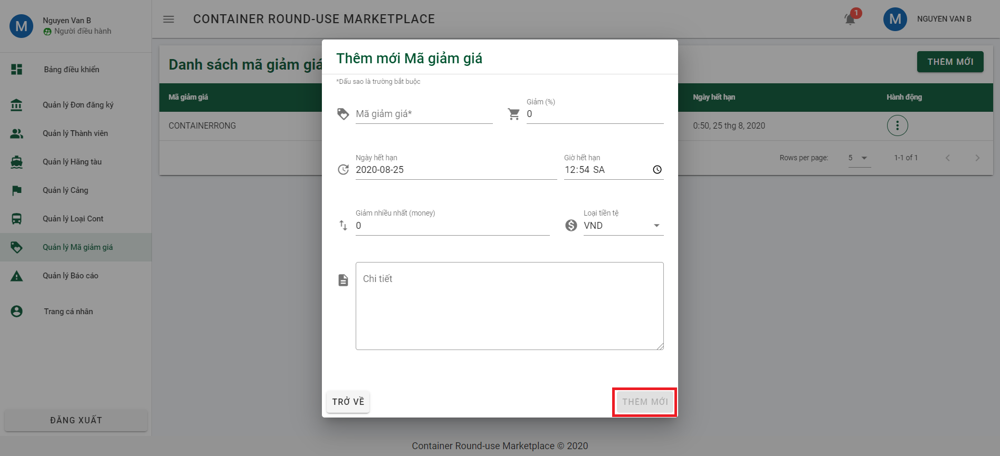 M
Nguyen Van B
Người điều hành
CONTAINER ROUND-USE MARKETPLACE
1
M
NGUYEN VAN B
Bảng điều khiển
Quản lý Đơn đăng ký
Quản lý Thành viên
Quản lý Hãng tàu
Quản lý Cảng
Quản lý Loại Cont
Quản lý Mã giảm giá
Quản lý Báo cáo
Trang cá nhân
ĐĂNG XUẤT
Danh sách mã giảm giá
THÊM MỚI
Mã giảm giá
Ngày hết hạn
Hành động
CONTAINERRONG
0:50, 25 thg 8, 2020
Rows per page:
5
1-1 of 1
Thêm mới Mã giảm giá
*Dấu sao là trường bắt buộc
Mã giảm giá*
Giảm (%)
0
Ngày hết hạn
2020-08-25
Giờ hết hạn
12:54 SA
Giảm nhiều nhất (money)
0
Loại tiền tệ
VND
Chi tiết
TRỞ VỀ
THÊM MỚI
Container Round-use Marketplace © 2020